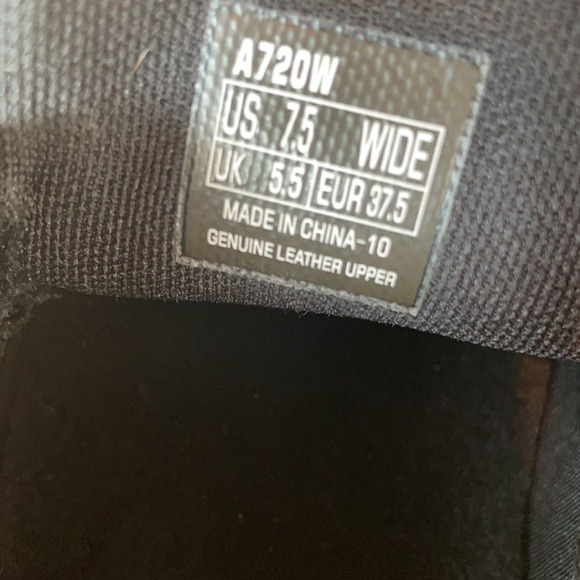 A720W
US 7.5 WIDE
UK 5.5 EUR 37.5
MADE IN CHINA-10
GENUINE LEATHER UPPER